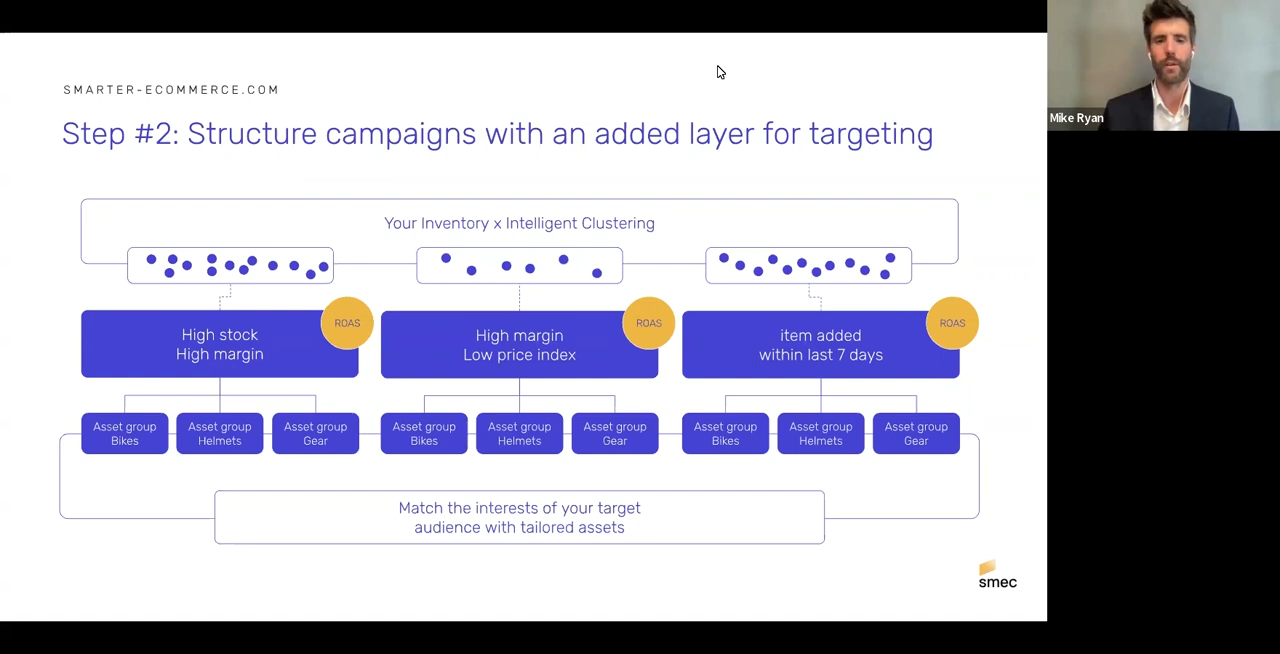 SMARTER-ECOMMERCE.COM
Mike Ryan
Step #2: Structure campaigns with an added layer for targeting
Your Inventory x Intelligent Clustering
ROAS
High stock
High margin
ROAS
High margin
Low price index
ROAS
item added
within last 7 days
Asset group
Bikes
Asset group
Helmets
Asset group
Gear
Asset group
Bikes
Asset group
Helmets
Asset group
Gear
Asset group
Bikes
Asset group
Helmets
Asset group
Gear
Match the interests of your target
audience with tailored assets
smec